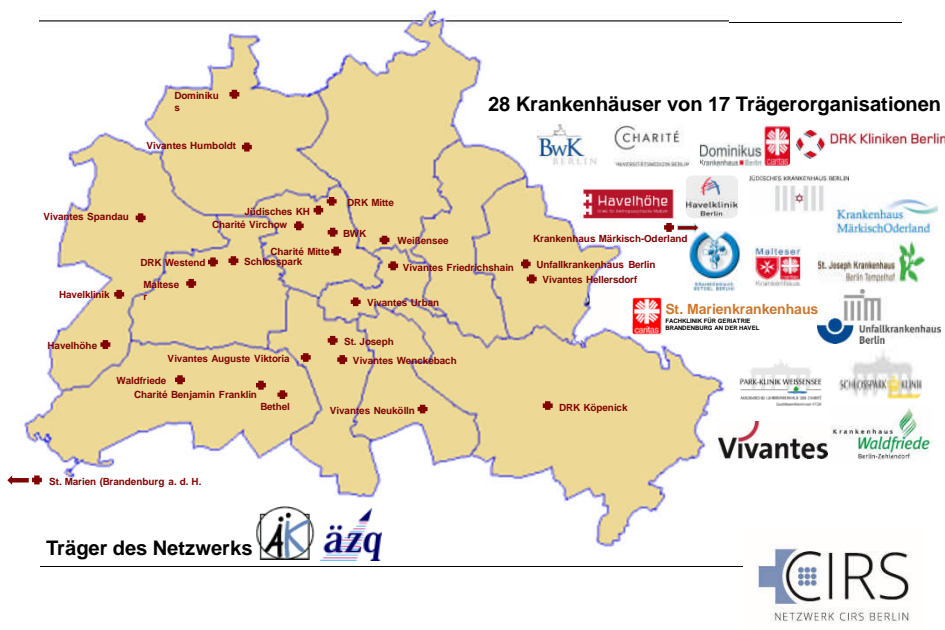 28 Krankenhäuser von 17 Trägerorganisationen
Dominiku
s
Vivantes Humboldt
Vivantes Spandau
Jüdisches KH
DRK Mitte
Charité Virchow
BWK
Weißensee
Charité Mitte
DRK Westend
Schlosspark
Vivantes Friedrichshain
Unfallkrankenhaus Berlin
Vivantes Hellersdorf
Malteser
r
Havelklinik
Vivantes Urban
Havelhöhe
St. Joseph
Vivantes Auguste Viktoria
Vivantes Wenckebach
Waldfriede
Charité Benjamin Franklin
Bethel
Vivantes Neukölln
DRK Köpenick
St. Marien (Brandenburg a. d. H.
Krankenhaus Märkisch-Oderland
BwK
BERLIN
CHARITÉ
UNIVERSITÄTSMEDIZIN BERLIN
Dominikus
Krankenhaus Berlin
caritas
DRK Kliniken Berlin
Havelhöhe
Havelklinik
Berlin
JÜDISCHES KRANKENHAUS BERLIN
Krankenhaus
MärkischOderland
Malteser
Krankenhaus
St. Joseph Krankenhaus
Berlin Tempelhof
caritas
St. Marienkrankenhaus
FACHKLINIK FÜR GERIATRIE
BRANDENBURG AN DER HAVEL
Unfallkrankenhaus
Berlin
PARK-KLINIK WEISSENSEE
SCHLOSSPARK KLINIK
Vivantes
Krankenhaus
Waldfriede
Berlin-Zehlendorf
Träger des Netzwerks
ÄK
äzq
CIRS
NETZWERK CIRS BERLIN